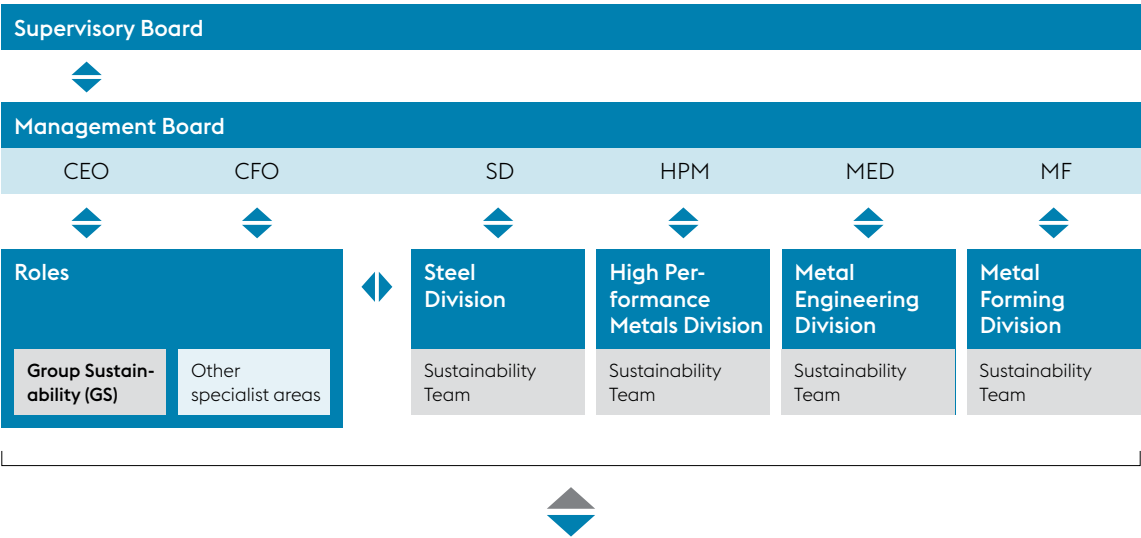 Supervisory Board
Management Board
CEO
CFO
SD
HPM
MED
MF
Roles
Group Sustain-
ability (GS)
Other
specialist areas
Steel
Division
Sustainability
Team
High Per-
formance
Metals Division
Sustainability
Team
Metal
Engineering
Division
Sustainability
Team
Metal
Forming
Division
Sustainability
Team